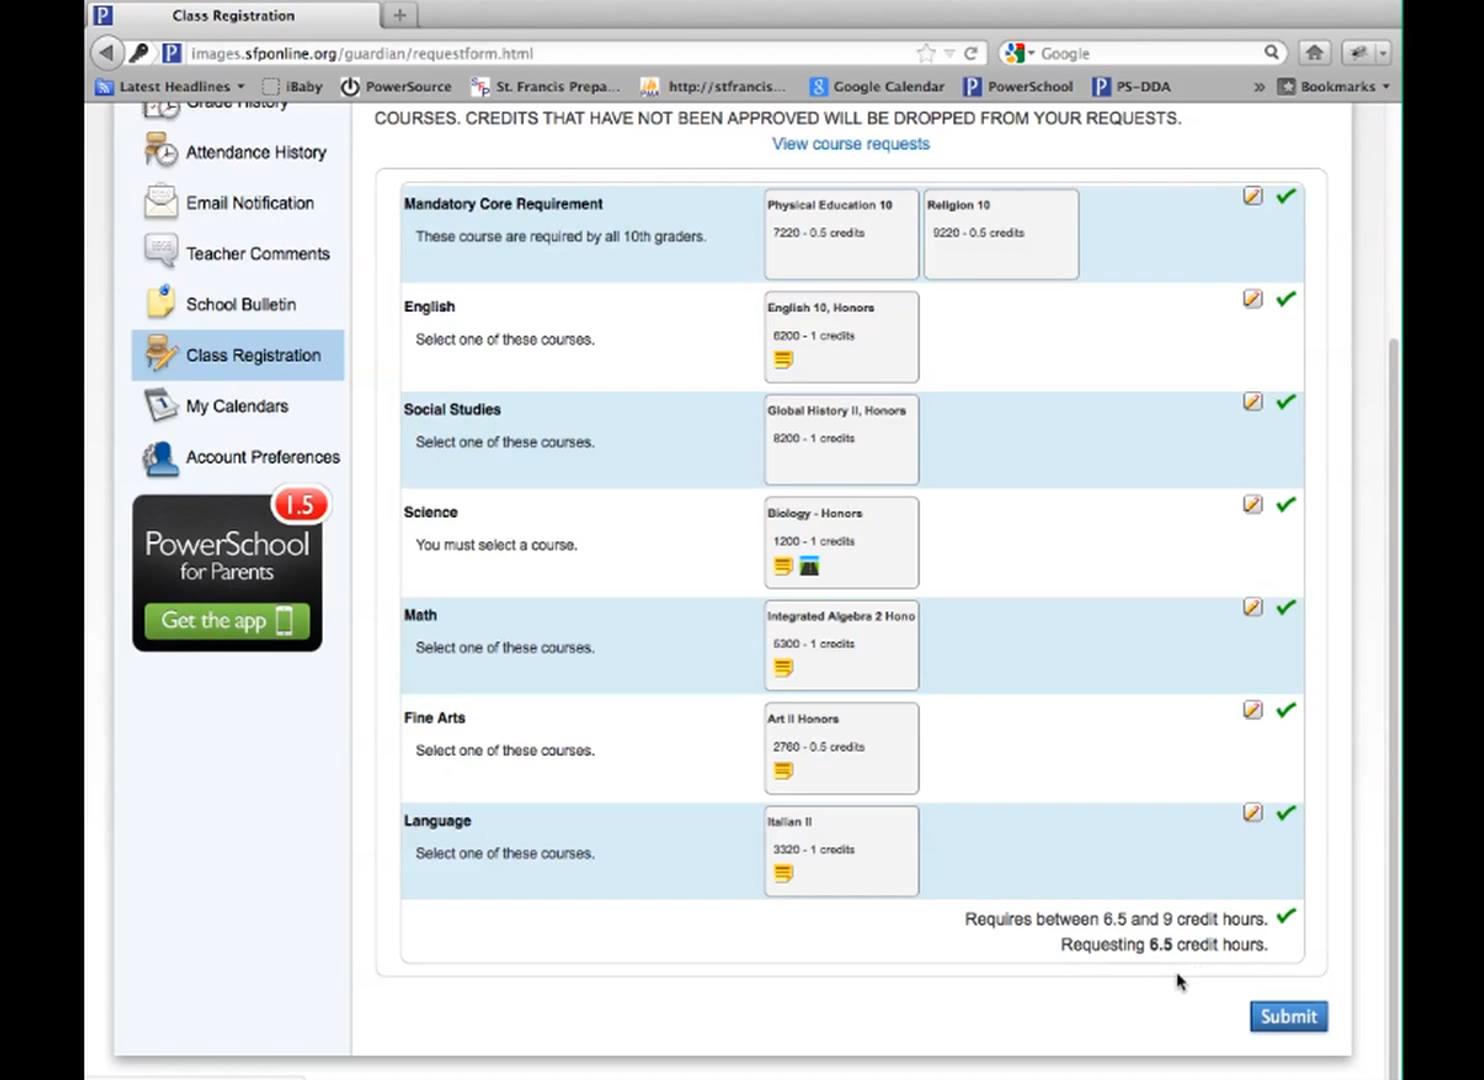 Class Registration
images.sfponline.org/guardian/requestform.html
Google
Latest Headlines
iBaby
PowerSource
St. Francis Prepa...
http://stfrancis...
Google Calendar
PowerSchool
PS-DDA
»
Bookmarks
Grade History
Attendance History
Email Notification
Teacher Comments
School Bulletin
Class Registration
My Calendars
Account Preferences
1.5
PowerSchool
for Parents
Get the app
COURSES. CREDITS THAT HAVE NOT BEEN APPROVED WILL BE DROPPED FROM YOUR REQUESTS.
View course requests
Mandatory Core Requirement
These course are required by all 10th graders.
Physical Education 10
7220 - 0.5 credits
Religion 10
9220 - 0.5 credits
English
Select one of these courses.
English 10, Honors
6200 - 1 credits
Social Studies
Select one of these courses.
Global History II, Honors
8200 - 1 credits
Science
You must select a course.
Biology - Honors
1200 - 1 credits
Math
Select one of these courses.
Integrated Algebra 2 Hono
5300 - 1 credits
Fine Arts
Select one of these courses.
Art II Honors
2760 - 0.5 credits
Language
Select one of these courses.
Italian II
3320 - 1 credits
Requires between 6.5 and 9 credit hours.
Requesting 6.5 credit hours.
Submit